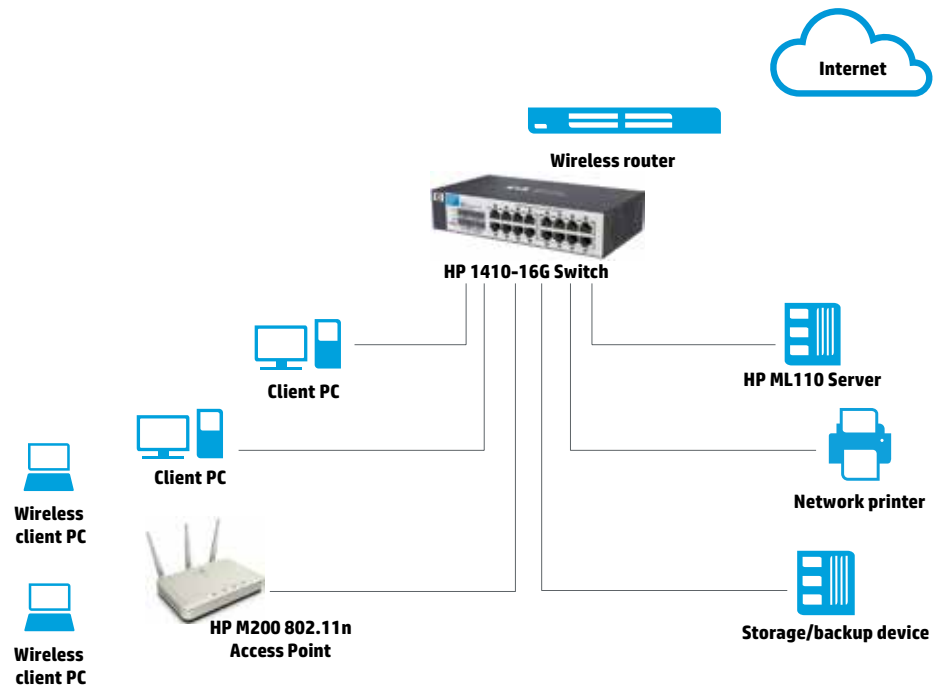 Internet
Wireless router
HP 1410-16G Switch
Client PC
HP ML110 Server
Client PC
Network printer
Wireless
client PC
HP M200 802.11n
Access Point
Storage/backup device
Wireless
client PC